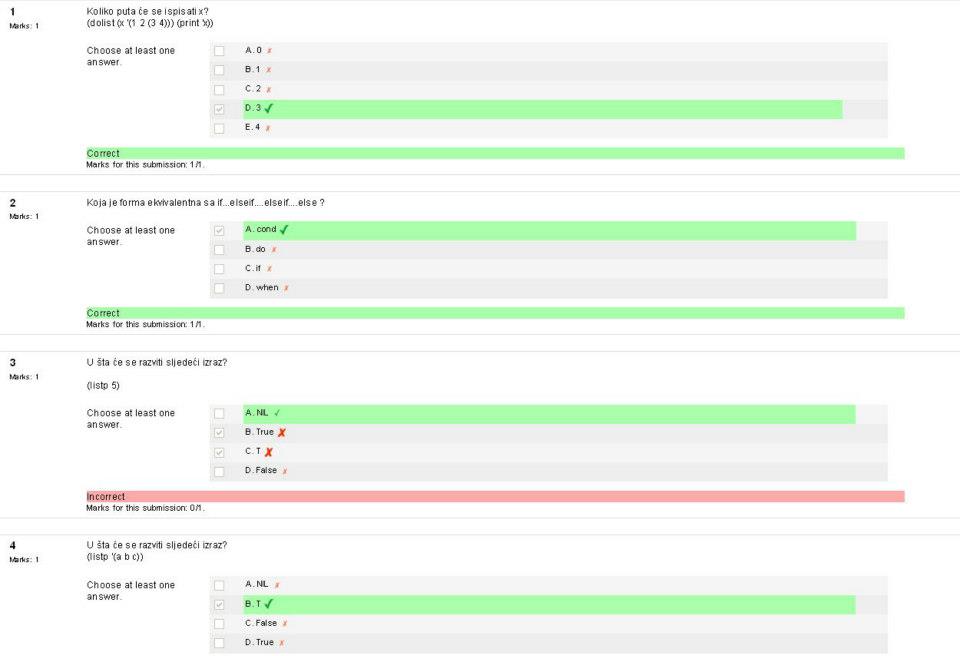 1
Marks: 1
Koliko puta će se ispisati x?
(dolist (x '(1 2 (3 4))) (print 'x))
Choose at least one
answer.
A. 0 ✗
B. 1 ✗
C. 2 ✗
D. 3 ✓
E. 4 ✗
Correct
Marks for this submission: 1/1.
2
Marks: 1
Koja je forma ekvivalentna sa if...elseif....elseif....else ?
Choose at least one
answer.
A. cond ✓
B. do ✗
C. if ✗
D. when ✗
Correct
Marks for this submission: 1/1.
3
Marks: 1
U šta će se razviti sljedeći izraz?
(listp 5)
Choose at least one
answer.
A. NIL ✓
B. True ✗
C. T ✗
D. False ✗
Incorrect
Marks for this submission: 0/1.
4
Marks: 1
U šta će se razviti sljedeći izraz?
(listp '(a b c))
Choose at least one
answer.
A. NIL ✗
B. T ✓
C. False ✗
D. True ✗